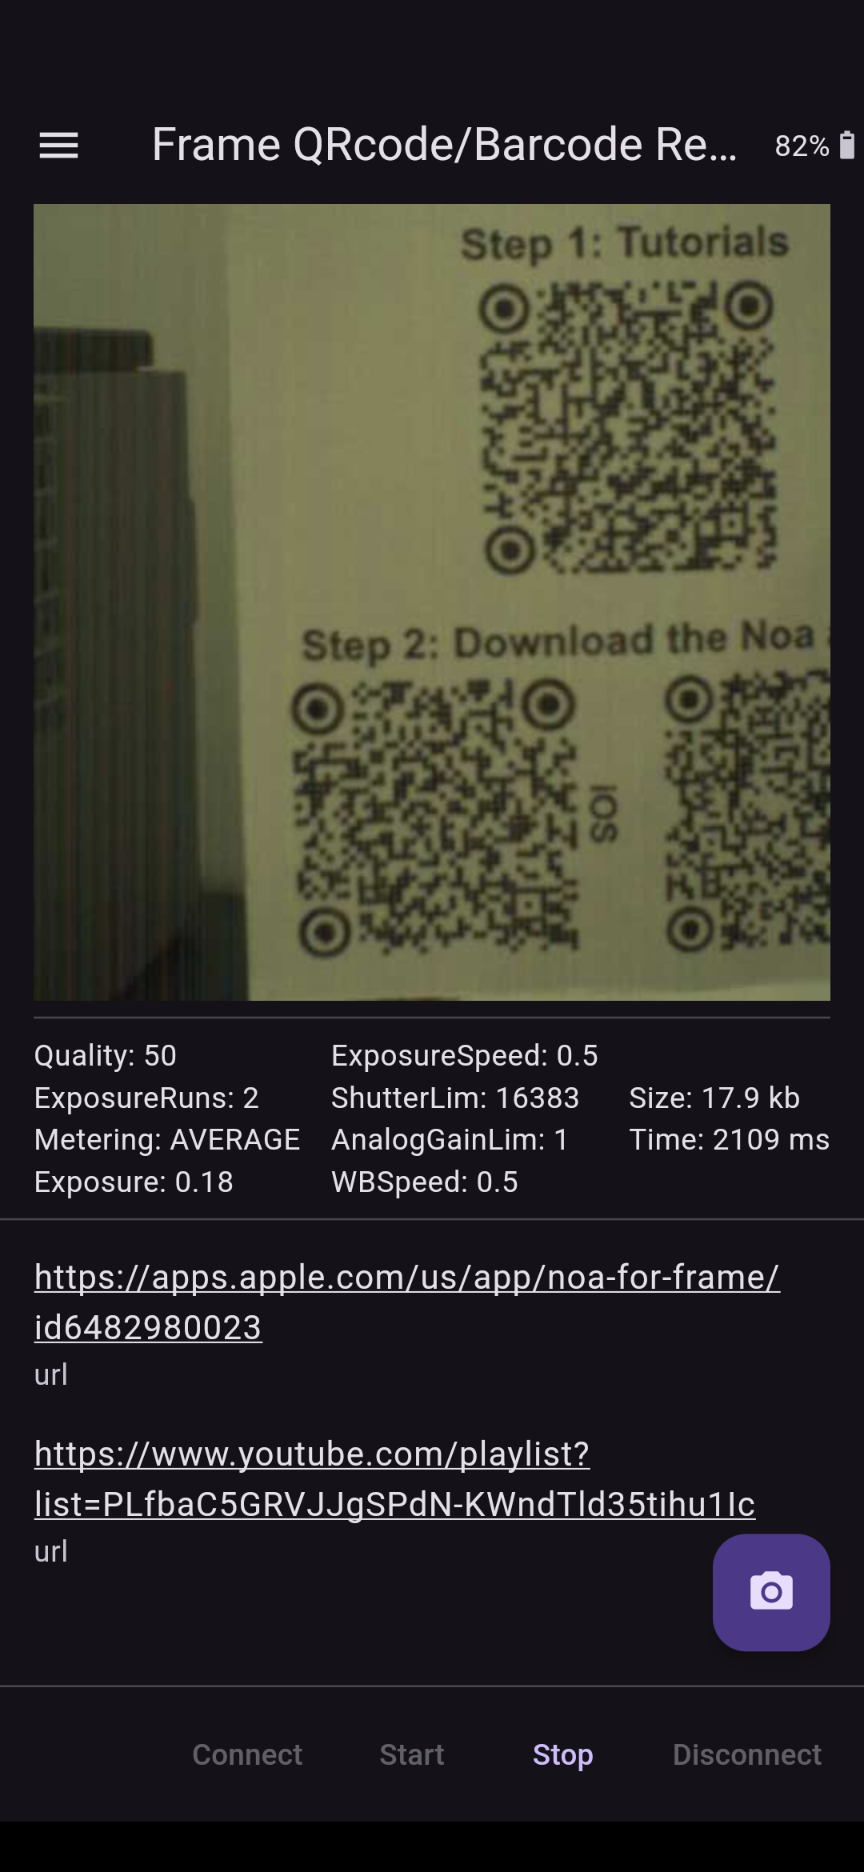 Frame QRcode/Barcode Re...
82%
Step 1: Tutorials
Step 2: Download the Noa
iOS
Quality: 50
ExposureSpeed: 0.5
ExposureRuns: 2
ShutterLim: 16383
Size: 17.9 kb
Metering: AVERAGE
AnalogGainLim: 1
Time: 2109 ms
Exposure: 0.18
WBSpeed: 0.5
https://apps.apple.com/us/app/noa-for-frame/
id6482980023
url
https://www.youtube.com/playlist?
list=PLfbaC5GRVJJgSPdN-KWndTld35tihu1Ic
url
Connect
Start
Stop
Disconnect